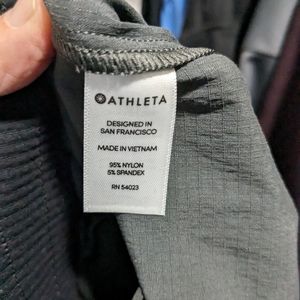 ATHLETA
DESIGNED IN
SAN FRANCISCO
MADE IN VIETNAM
95% NYLON
5% SPANDEX
RN 54023